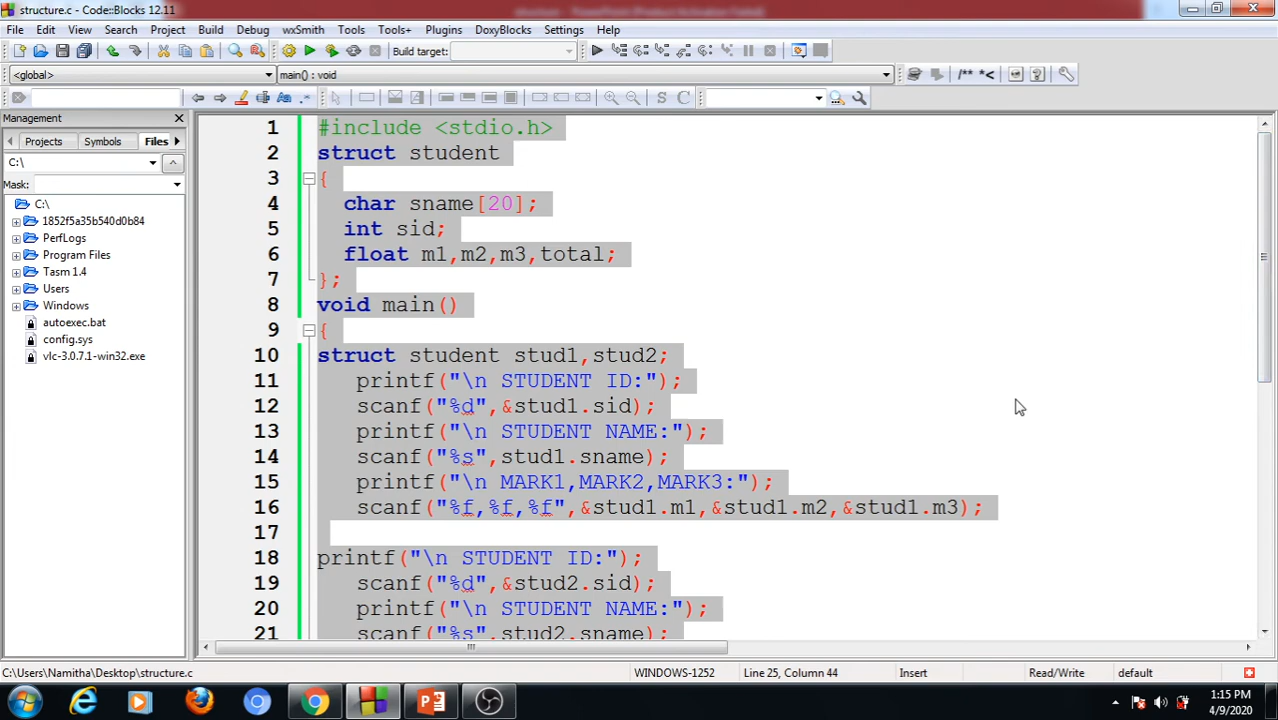 structure.c - Code::Blocks 12.11
File Edit View Search Project Build Debug wxSmith Tools Tools+ Plugins DoxyBlocks Settings Help
Build target:
<global> main() : void /** *<
Management
Projects Symbols Files
C:\
Mask:
C:\
1852f5a35b540d0b84
PerfLogs
Program Files
Tasm 1.4
Users
Windows
autoexec.bat
config.sys
vlc-3.0.7.1-win32.exe
1 #include <stdio.h>
2 struct student
3 {
4 char sname[20];
5 int sid;
6 float m1,m2,m3,total;
7 };
8 void main()
9 {
10 struct student stud1,stud2;
11 printf("\n STUDENT ID:");
12 scanf("%d",&stud1.sid);
13 printf("\n STUDENT NAME:");
14 scanf("%s",stud1.sname);
15 printf("\n MARK1,MARK2,MARK3:");
16 scanf("%f,%f,%f",&stud1.m1,&stud1.m2,&stud1.m3);
17
18 printf("\n STUDENT ID:");
19 scanf("%d",&stud2.sid);
20 printf("\n STUDENT NAME:");
21 scanf("%s",stud2.sname);
C:\Users\Namitha\Desktop\structure.c WINDOWS-1252 Line 25, Column 44 Insert Read/Write default
1:15 PM
4/9/2020